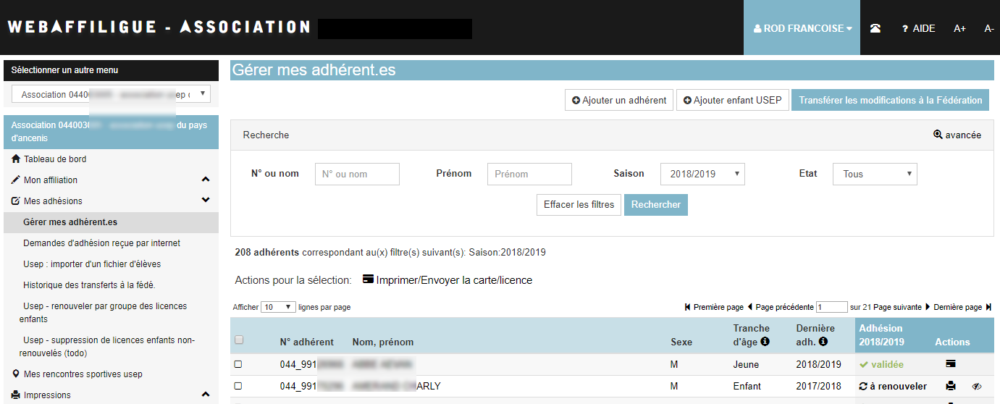 WEBAFFILIGUE - ASSOCIATION
ROD FRANCOISE
? AIDE
A+
A-
Sélectionner un autre menu
Association 0440 ep
Association 044003 du pays
d'ancenis
Tableau de bord
Mon affiliation
Mes adhésions
Gérer mes adhérent.es
Demandes d'adhésion reçue par internet
Usep : importer d'un fichier d'élèves
Historique des transferts à la fédé.
Usep - renouveler par groupe des licences
enfants
Usep - suppression de licences enfants non-
renouvelés (todo)
Mes rencontres sportives usep
Impressions
Gérer mes adhérent.es
Ajouter un adhérent
Ajouter enfant USEP
Transférer les modifications à la Fédération
Recherche
avancée
N° ou nom N° ou nom Prénom Prénom Saison 2018/2019 Etat Tous
Effacer les filtres Rechercher
208 adhérents correspondant au(x) filtre(s) suivant(s): Saison:2018/2019
Actions pour la sélection: Imprimer/Envoyer la carte/licence
Afficher 10 lignes par page
Première page Page précédente 1 sur 21 Page suivante Dernière page
N° adhérent Nom, prénom Sexe Tranche d'âge Dernière adh. Adhésion 2018/2019 Actions
044_991 M Jeune 2018/2019 validée
044_991 ARLY M Enfant 2017/2018 à renouveler